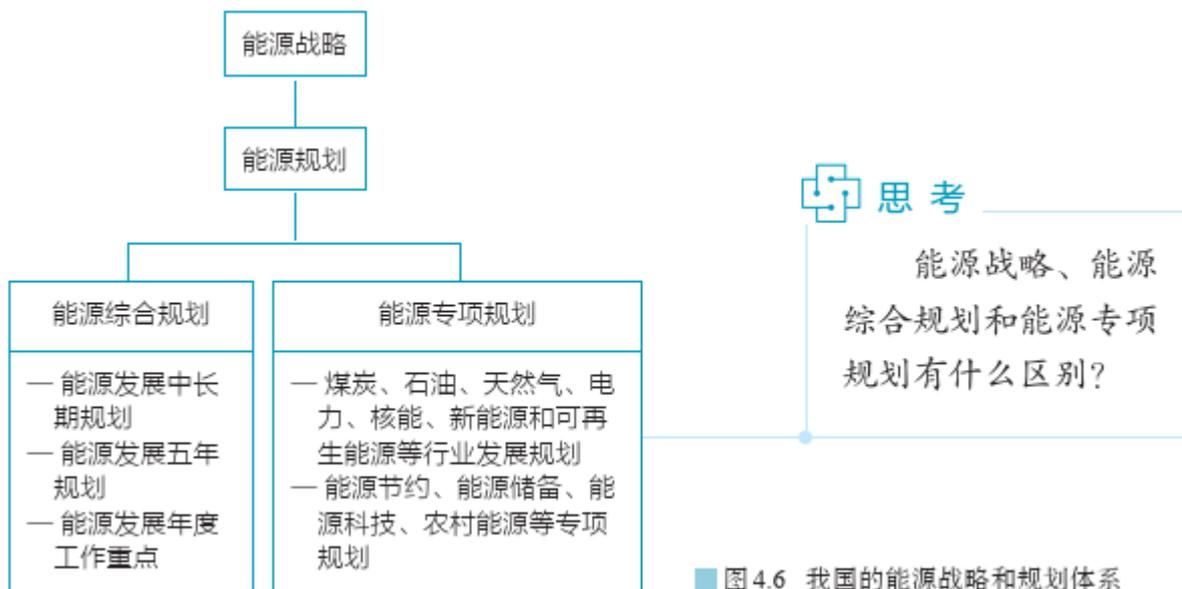 能源战略
能源规划
能源综合规划
— 能源发展中长
期规划
— 能源发展五年
规划
— 能源发展年度
工作重点
能源专项规划
— 煤炭、石油、天然气、电
力、核能、新能源和可再
生能源等行业发展规划
— 能源节约、能源储备、能
源科技、农村能源等专项
规划
思考
能源战略、能源
综合规划和能源专项
规划有什么区别?
图4.6 我国的能源战略和规划体系